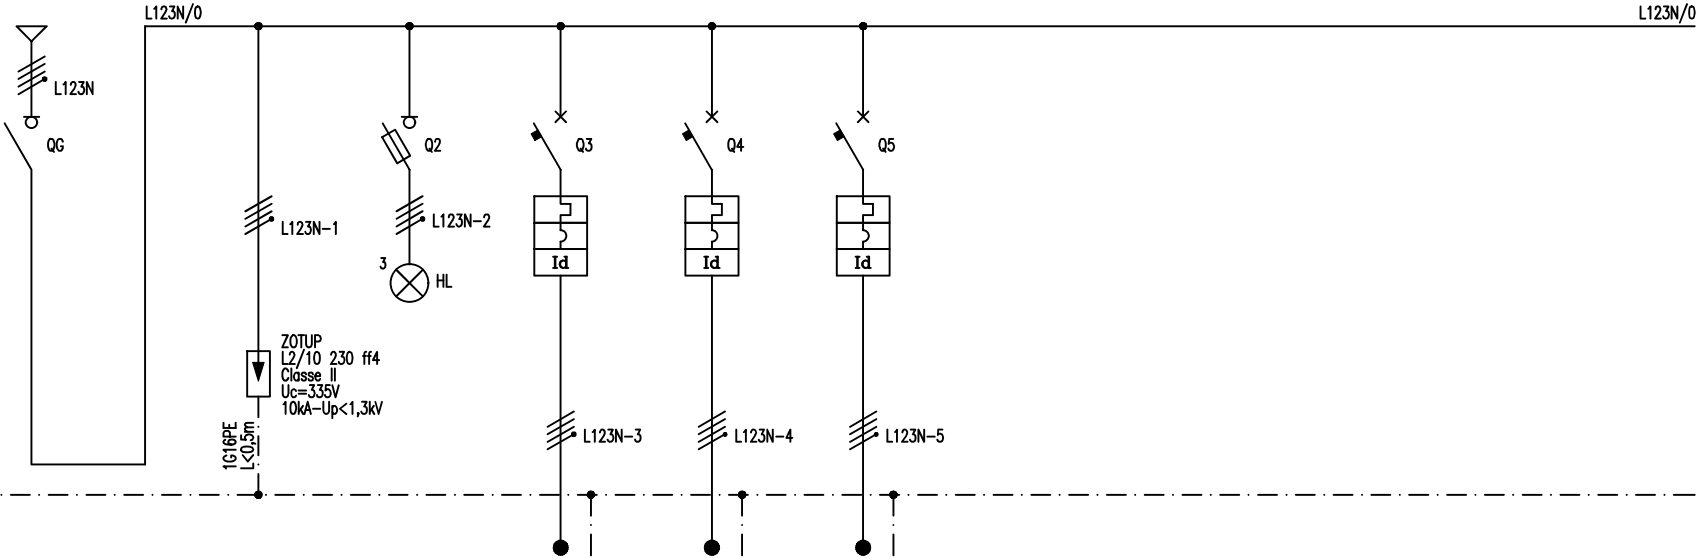 L123N/0
L123N/0
L123N
QG
Q2
Q3
Q4
Q5
L123N-1
L123N-2
3
HL
Id
Id
Id
ZOTUP
L2/10 230 ff4
Classe II
Uc=335V
10kA-Up<1,3kV
1G16PE
L<0,5m
L123N-3
L123N-4
L123N-5